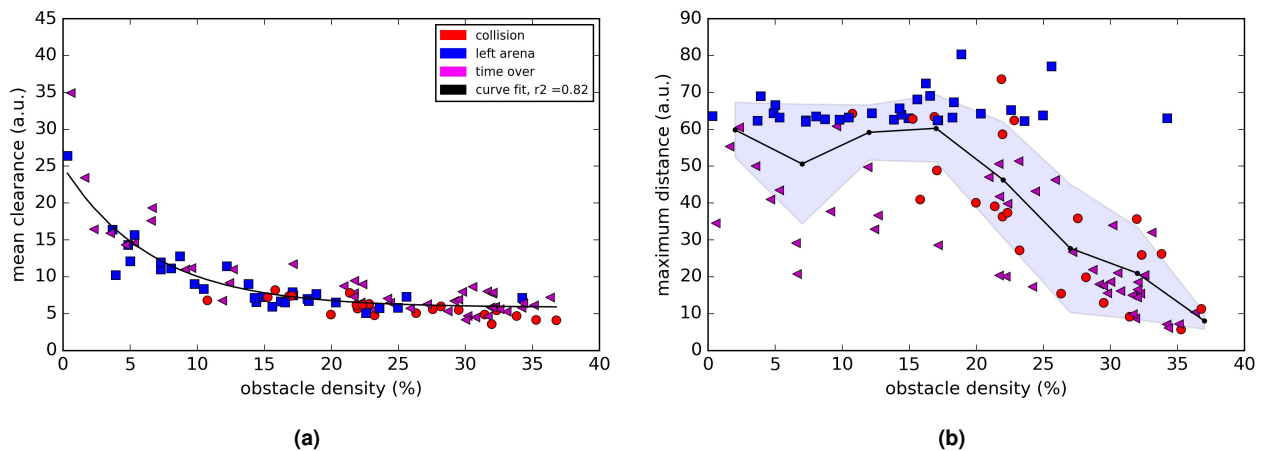 45
40
35
30
25
20
15
10
5
0
mean clearance (a.u.)
collision
left arena
time over
curve fit, r2 =0.82
0 5 10 15 20 25 30 35 40
obstacle density (%)
(a)
90
80
70
60
50
40
30
20
10
0
maximum distance (a.u.)
0 5 10 15 20 25 30 35 40
obstacle density (%)
(b)